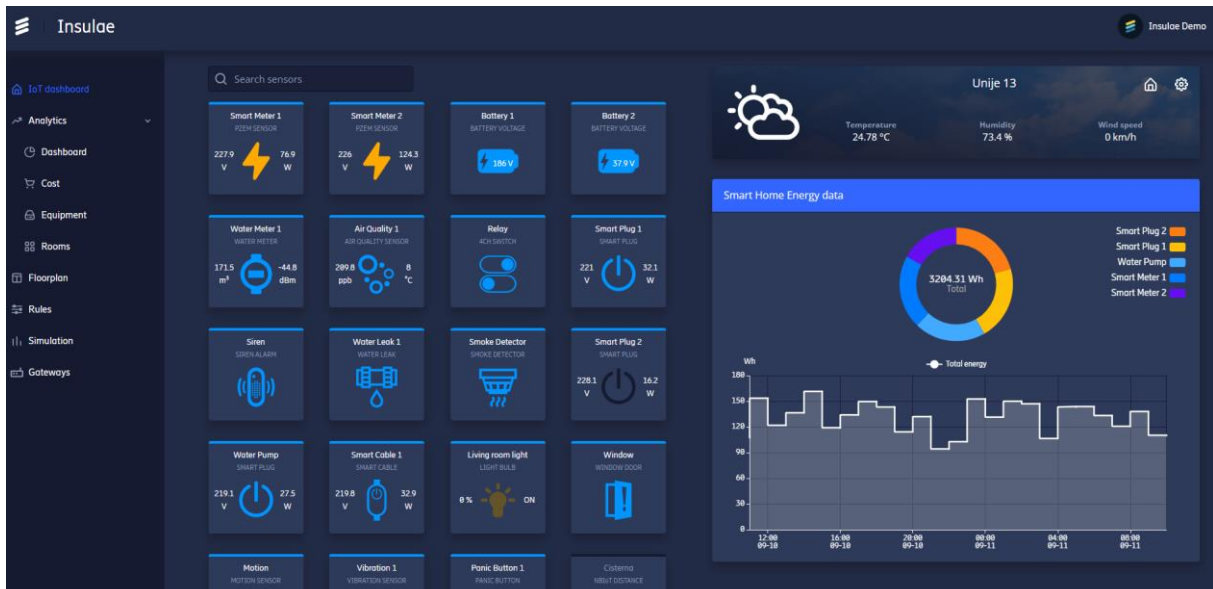 Insulae
Insulae Demo
IoT dashboard
Analytics
Dashboard
Cost
Equipment
Rooms
Floorplan
Rules
Simulation
Gateways
Search sensors
Smart Meter 1
PZEM SENSOR
227.9 76.9
V W
Smart Meter 2
PZEM SENSOR
226 124.3
V W
Battery 1
BATTERY VOLTAGE
186 V
Battery 2
BATTERY VOLTAGE
37.9 V
Water Meter 1
WATER METER
171.5 -44.8
m³ dBm
Air Quality 1
AIR QUALITY SENSOR
209.8 8
ppb °C
Relay
4CH SWITCH
Smart Plug 1
SMART PLUG
221 32.1
V W
Siren
SIREN ALARM
Water Leak 1
WATER LEAK
Smoke Detector
SMOKE DETECTOR
Smart Plug 2
SMART PLUG
228.1 16.2
V W
Water Pump
SMART PLUG
219.1 27.5
V W
Smart Cable 1
SMART CABLE
219.8 32.9
V W
Living room light
LIGHT BULB
0 % ON
Window
WINDOW DOOR
Motion
MOTION SENSOR
Vibration 1
VIBRATION SENSOR
Panic Button 1
PANIC BUTTON
Cisterna
NBIoT DISTANCE
Unije 13
Temperature
24.78 °C
Humidity
73.4 %
Wind speed
0 km/h
Smart Home Energy data
3204.31 Wh
Total
Smart Plug 2
Smart Plug 1
Water Pump
Smart Meter 1
Smart Meter 2
Wh
Total energy
180
150
120
90
60
30
0
12:00 16:00 20:00 00:00 04:00 08:00
09-10 09-10 09-10 09-11 09-11 09-11